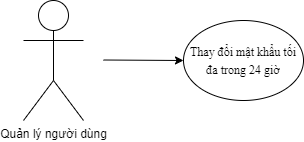 Thay đổi mật khẩu tối
đa trong 24 giờ
Quản lý người dùng